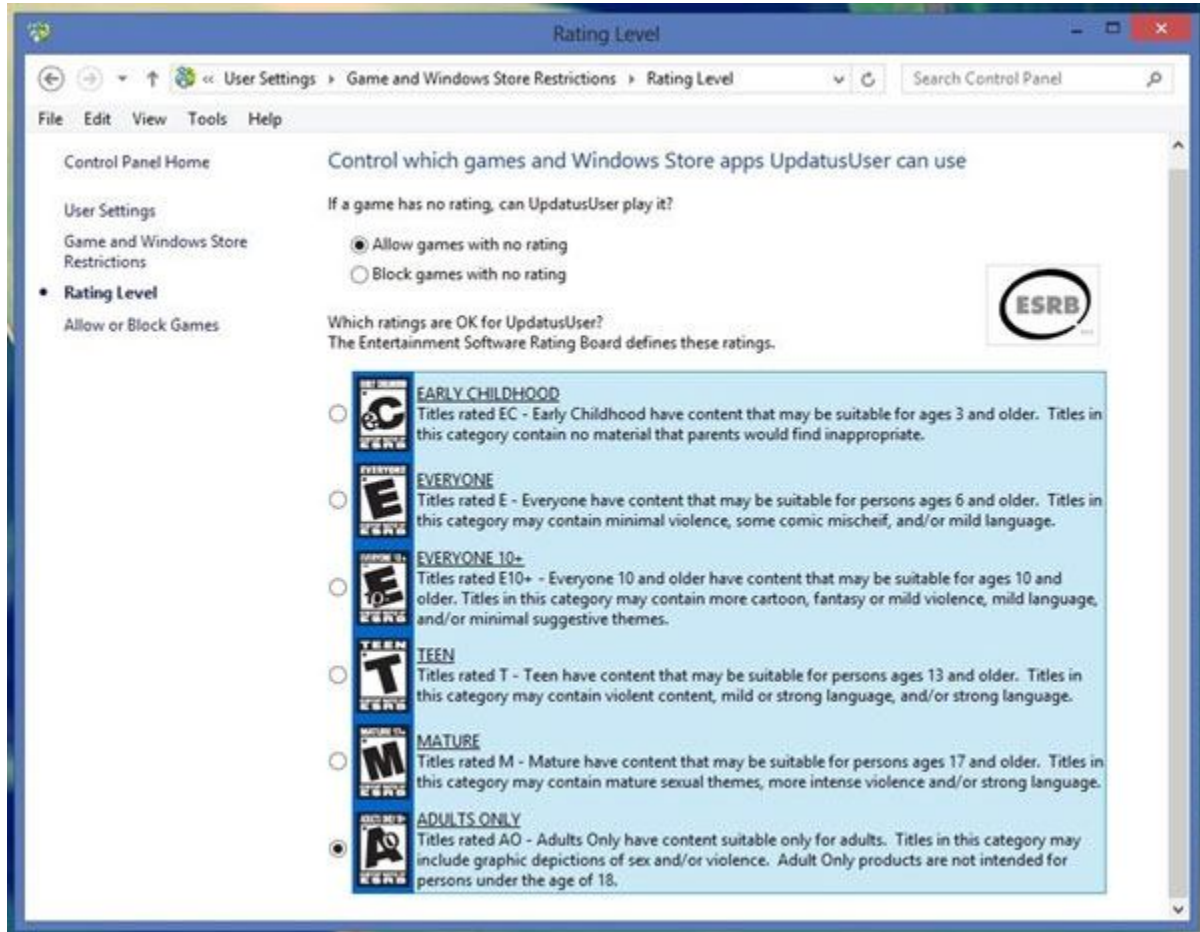 Rating Level
« User Settings ▸ Game and Windows Store Restrictions ▸ Rating Level
Search Control Panel
File Edit View Tools Help
Control Panel Home
User Settings
Game and Windows Store
Restrictions
• Rating Level
Allow or Block Games
Control which games and Windows Store apps UpdatusUser can use
If a game has no rating, can UpdatusUser play it?
Allow games with no rating
Block games with no rating
ESRB
Which ratings are OK for UpdatusUser?
The Entertainment Software Rating Board defines these ratings.
eC
EARLY CHILDHOOD
Titles rated EC - Early Childhood have content that may be suitable for ages 3 and older. Titles in
this category contain no material that parents would find inappropriate.
EVERYONE
E
ESRB
EVERYONE
Titles rated E - Everyone have content that may be suitable for persons ages 6 and older. Titles in
this category may contain minimal violence, some comic mischeif, and/or mild language.
EVERYONE 10+
E
10+
ESRB
EVERYONE 10+
Titles rated E10+ - Everyone 10 and older have content that may be suitable for ages 10 and
older. Titles in this category may contain more cartoon, fantasy or mild violence, mild language,
and/or minimal suggestive themes.
TEEN
T
ESRB
TEEN
Titles rated T - Teen have content that may be suitable for persons ages 13 and older. Titles in
this category may contain violent content, mild or strong language, and/or strong language.
MATURE 17+
M
ESRB
MATURE
Titles rated M - Mature have content that may be suitable for persons ages 17 and older. Titles in
this category may contain mature sexual themes, more intense violence and/or strong language.
Ao
ESRB
ADULTS ONLY
Titles rated AO - Adults Only have content suitable only for adults. Titles in this category may
include graphic depictions of sex and/or violence. Adult Only products are not intended for
persons under the age of 18.